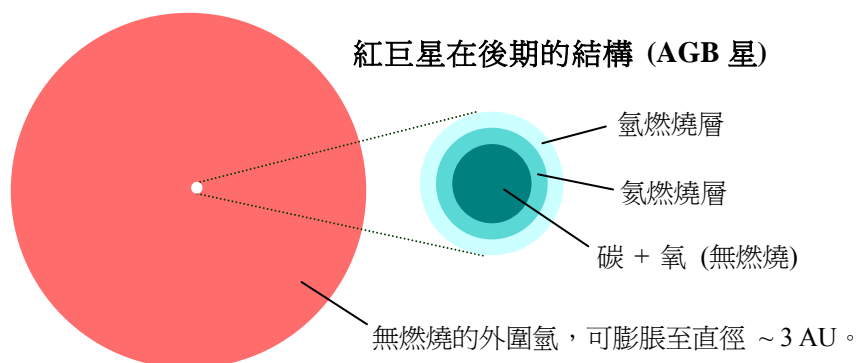 紅巨星在後期的結構 (AGB 星)
氫燃燒層
氦燃燒層
碳 + 氧 (無燃燒)
無燃燒的外圍氫，可膨脹至直徑 ~ 3 AU。